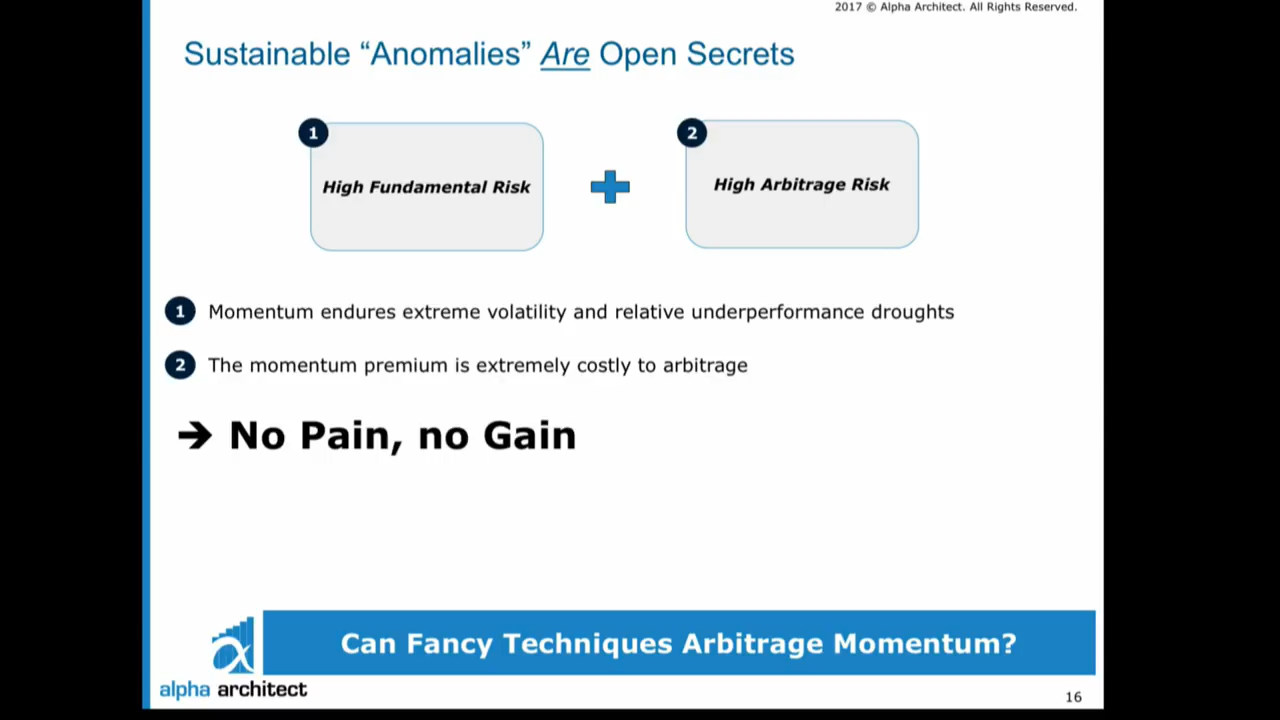 2017 © Alpha Architect. All Rights Reserved.
Sustainable “Anomalies” Are Open Secrets
1
2
High Fundamental Risk
High Arbitrage Risk
1 Momentum endures extreme volatility and relative underperformance droughts
2 The momentum premium is extremely costly to arbitrage
➔ No Pain, no Gain
Can Fancy Techniques Arbitrage Momentum?
alpha architect
16